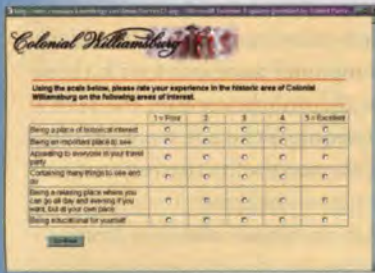 Colonial Williamsburg
Using the scale below, please rate your experience in the historic area of Colonial
Williamsburg on the following areas of interest.
1 = Poor 2 3 4 5 = Excellent
Being a place of historical interest
Being an important place to see
Appealing to everyone in your travel
party
Containing many things to see and
do
Being a relaxing place where you
can go all day and evening if you
want, but at your own pace
Being educational for yourself